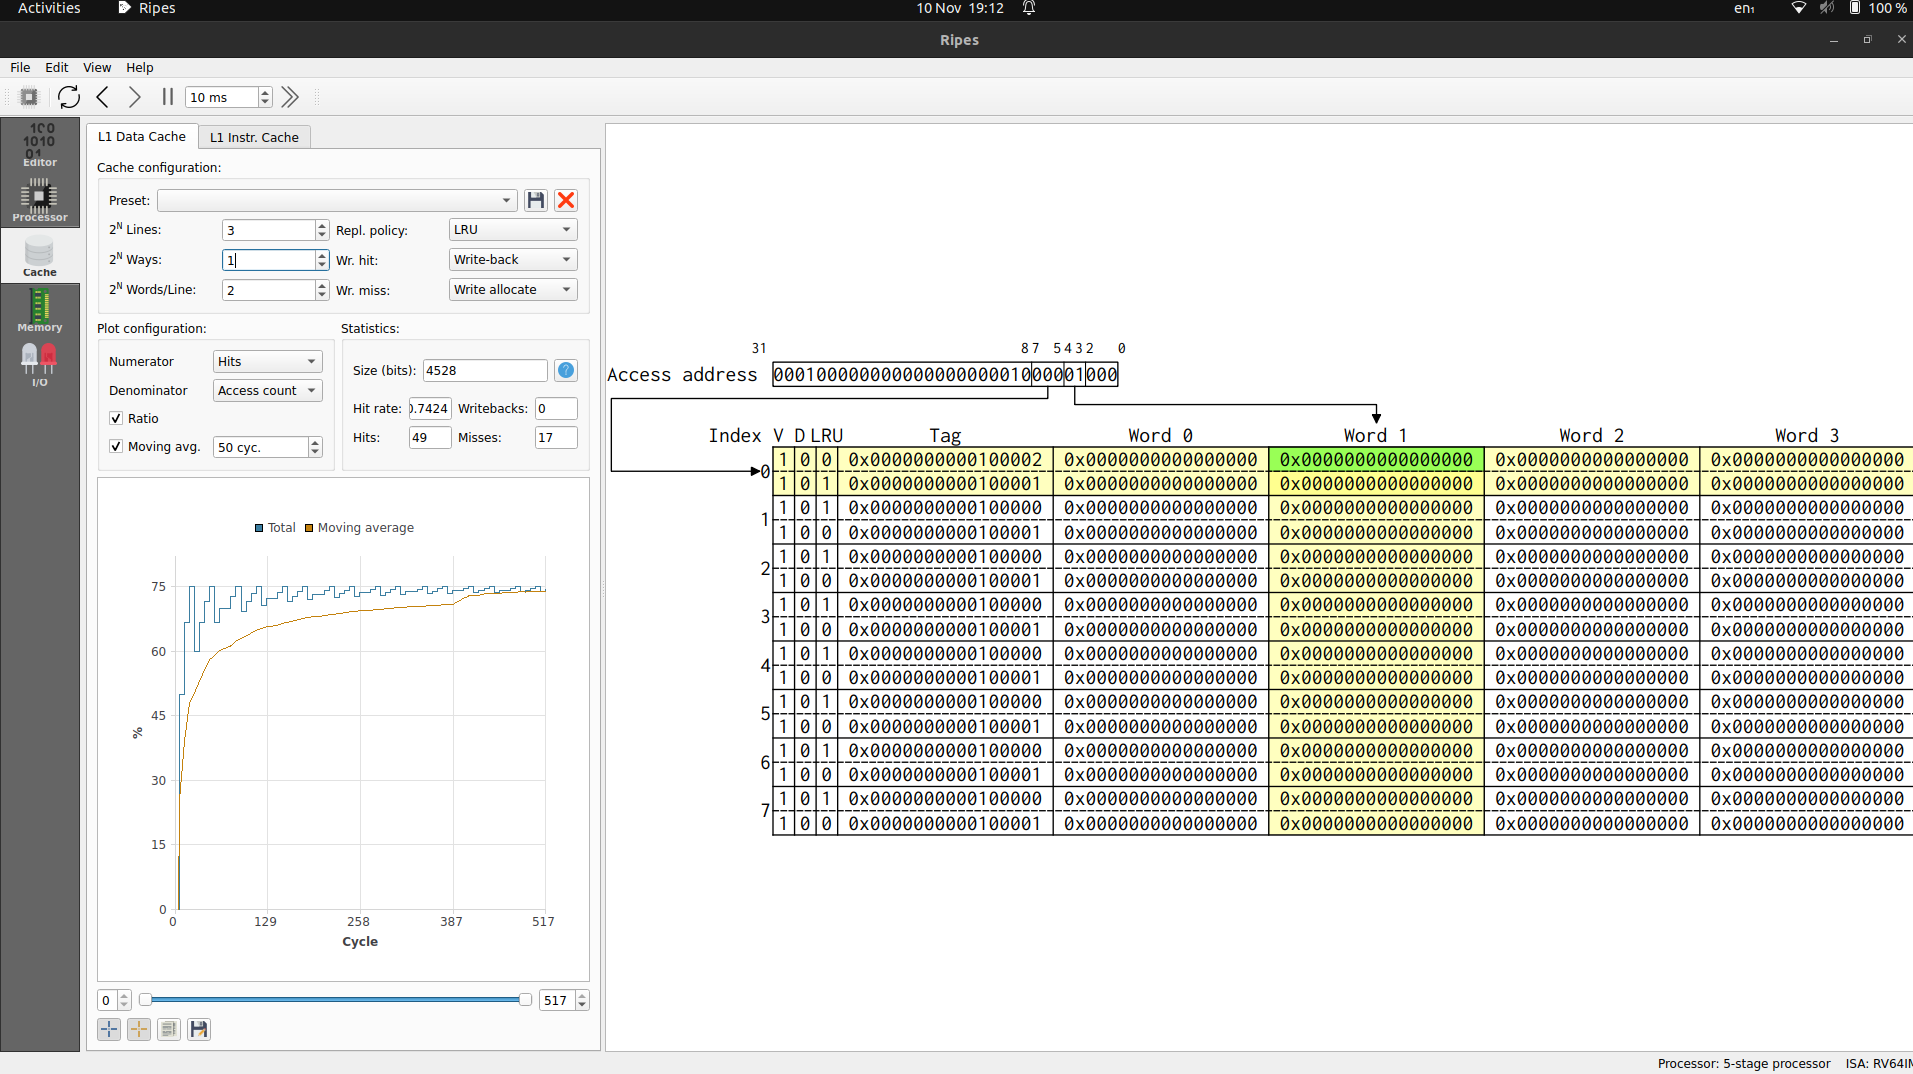 Activities Ripes 10 Nov 19:12 en₁ 100 %
Ripes
File Edit View Help
10 ms
Editor
Processor
Cache
Memory
I/O
L1 Data Cache L1 Instr. Cache
Cache configuration:
Preset:
2ᴺ Lines: 3 Repl. policy: LRU
2ᴺ Ways: 1 Wr. hit: Write-back
2ᴺ Words/Line: 2 Wr. miss: Write allocate
Plot configuration:
Numerator Hits
Denominator Access count
Ratio
Moving avg. 50 cyc.
Statistics:
Size (bits): 4528
Hit rate: 0.7424 Writebacks: 0
Hits: 49 Misses: 17
Total Moving average
75
60
45
30
15
0
%
0 129 258 387 517
Cycle
0 517
31 8 7 5 4 3 2 0
Access address 0001000000000000000000010000001000
Index V D LRU Tag Word 0 Word 1 Word 2 Word 3
0
1 0 0 0x0000000000100002 0x0000000000000000 0x0000000000000000 0x0000000000000000 0x0000000000000000
1 0 1 0x0000000000100001 0x0000000000000000 0x0000000000000000 0x0000000000000000 0x0000000000000000
1
1 0 1 0x0000000000100000 0x0000000000000000 0x0000000000000000 0x0000000000000000 0x0000000000000000
1 0 0 0x0000000000100001 0x0000000000000000 0x0000000000000000 0x0000000000000000 0x0000000000000000
2
1 0 1 0x0000000000100000 0x0000000000000000 0x0000000000000000 0x0000000000000000 0x0000000000000000
1 0 0 0x0000000000100001 0x0000000000000000 0x0000000000000000 0x0000000000000000 0x0000000000000000
3
1 0 1 0x0000000000100000 0x0000000000000000 0x0000000000000000 0x0000000000000000 0x0000000000000000
1 0 0 0x0000000000100001 0x0000000000000000 0x0000000000000000 0x0000000000000000 0x0000000000000000
4
1 0 1 0x0000000000100000 0x0000000000000000 0x0000000000000000 0x0000000000000000 0x0000000000000000
1 0 0 0x0000000000100001 0x0000000000000000 0x0000000000000000 0x0000000000000000 0x0000000000000000
5
1 0 1 0x0000000000100000 0x0000000000000000 0x0000000000000000 0x0000000000000000 0x0000000000000000
1 0 0 0x0000000000100001 0x0000000000000000 0x0000000000000000 0x0000000000000000 0x0000000000000000
6
1 0 1 0x0000000000100000 0x0000000000000000 0x0000000000000000 0x0000000000000000 0x0000000000000000
1 0 0 0x0000000000100001 0x0000000000000000 0x0000000000000000 0x0000000000000000 0x0000000000000000
7
1 0 1 0x0000000000100000 0x0000000000000000 0x0000000000000000 0x0000000000000000 0x0000000000000000
1 0 0 0x0000000000100001 0x0000000000000000 0x0000000000000000 0x0000000000000000 0x0000000000000000
Processor: 5-stage processor ISA: RV64I